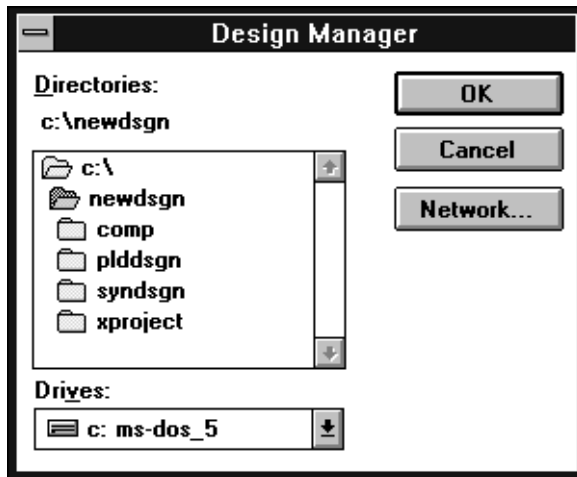 Design Manager
Directories:
c:\newdsgn
c:\
newdsgn
comp
plddsgn
syndsgn
xproject
Drives:
c: ms-dos_5
OK
Cancel
Network...